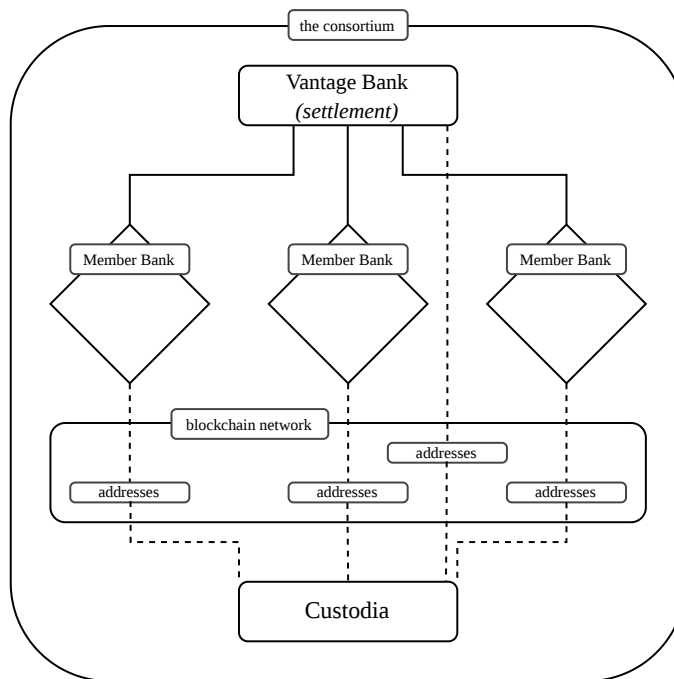 the consortium
Vantage Bank
(settlement)
Member Bank
Member Bank
Member Bank
blockchain network
addresses
addresses
addresses
addresses
Custodia